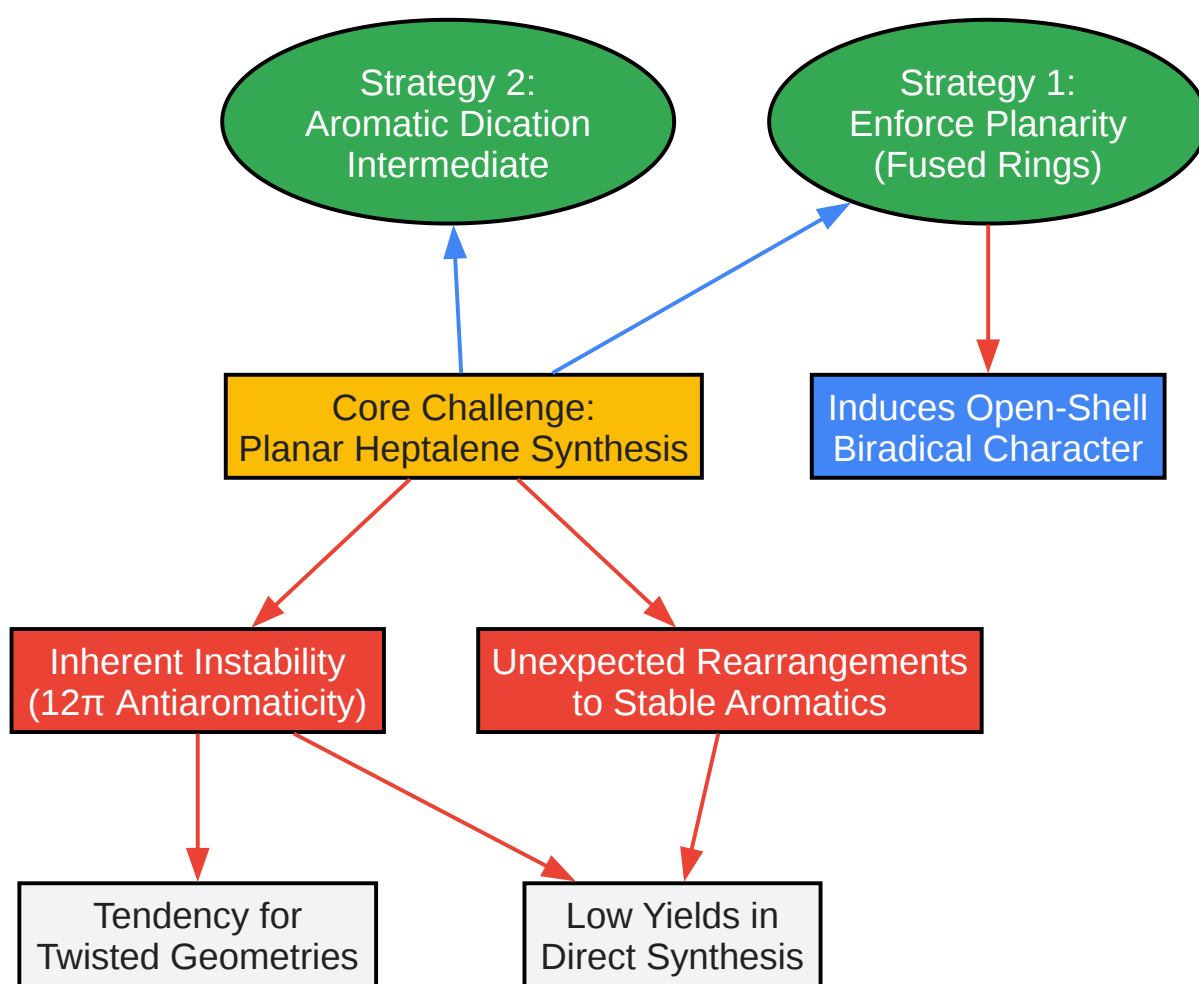 Strategy 2:
Aromatic Dication
Intermediate
Strategy 1:
Enforce Planarity
(Fused Rings)
Core Challenge:
Planar Heptalene Synthesis
Induces Open-Shell
Biradical Character
Inherent Instability
(12π Antiaromaticity)
Unexpected Rearrangements
to Stable Aromatics
Tendency for
Twisted Geometries
Low Yields in
Direct Synthesis